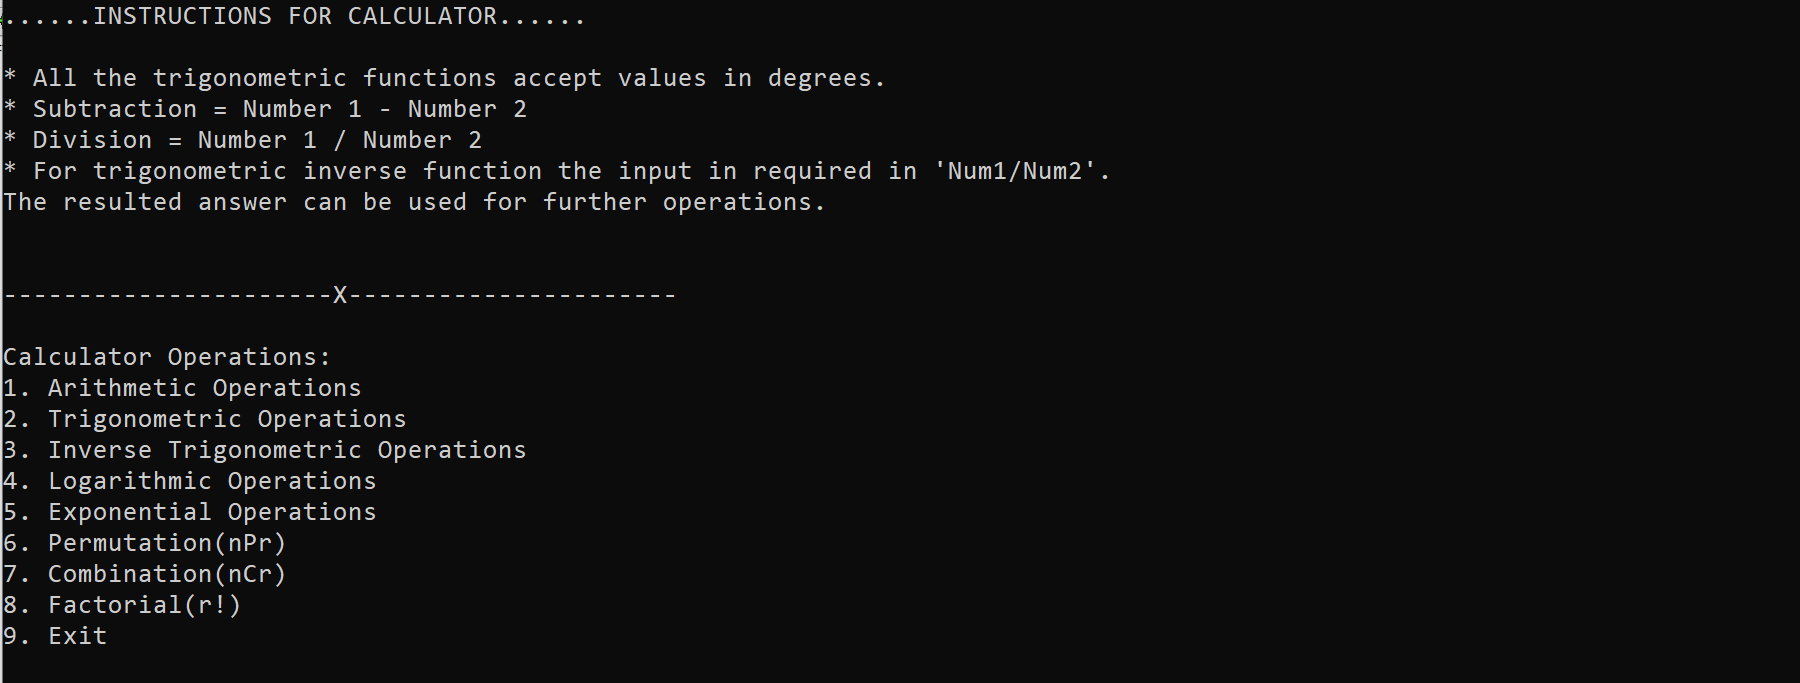 ......INSTRUCTIONS FOR CALCULATOR......
* All the trigonometric functions accept values in degrees.
* Subtraction = Number 1 - Number 2
* Division = Number 1 / Number 2
* For trigonometric inverse function the input in required in 'Num1/Num2'.
The resulted answer can be used for further operations.
----------------------X----------------------
Calculator Operations:
1. Arithmetic Operations
2. Trigonometric Operations
3. Inverse Trigonometric Operations
4. Logarithmic Operations
5. Exponential Operations
6. Permutation(nPr)
7. Combination(nCr)
8. Factorial(r!)
9. Exit